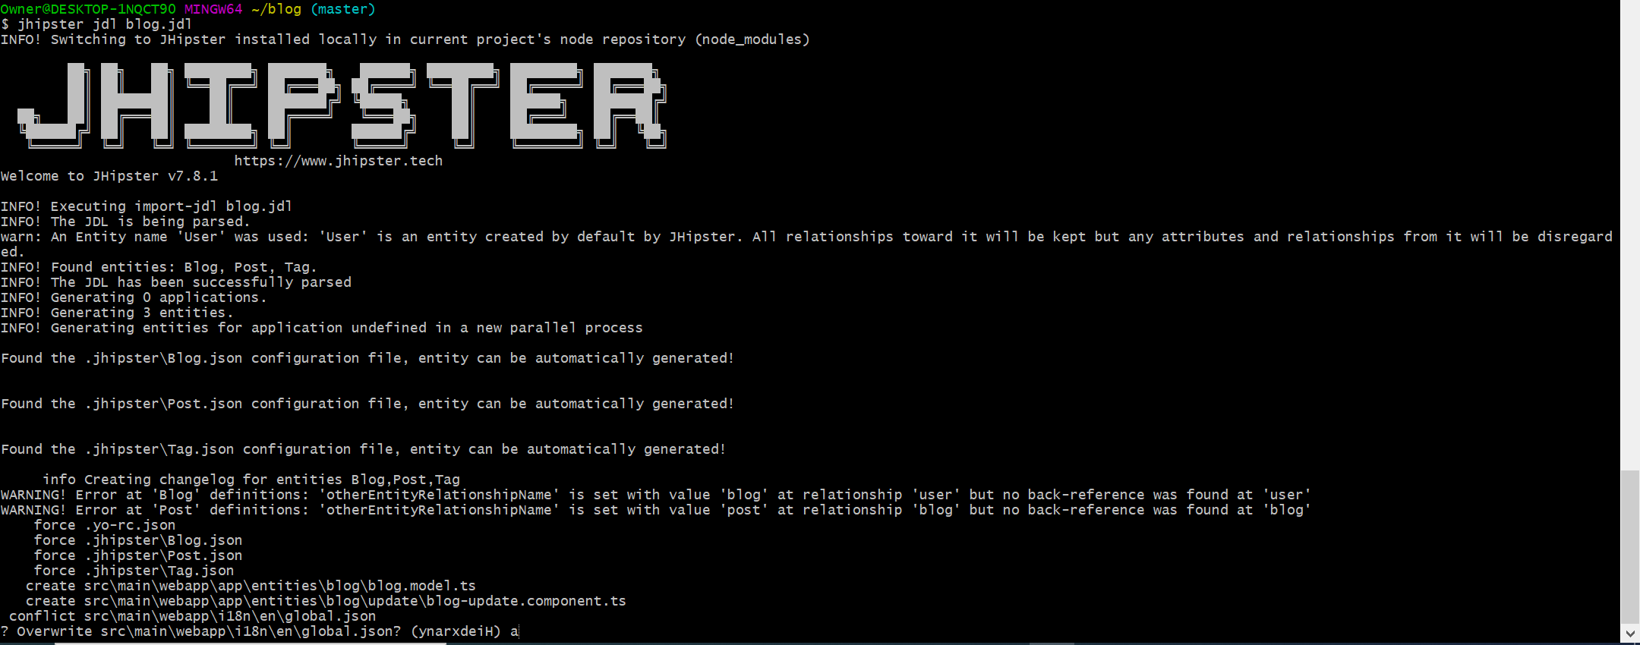 Owner@DESKTOP-1NQCT9O MINGW64 ~/blog (master)
$ jhipster jdl blog.jdl
INFO! Switching to JHipster installed locally in current project's node repository (node_modules)
JHIPSTER
https://www.jhipster.tech
Welcome to JHipster v7.8.1
INFO! Executing import-jdl blog.jdl
INFO! The JDL is being parsed.
warn: An Entity name 'User' was used: 'User' is an entity created by default by JHipster. All relationships toward it will be kept but any attributes and relationships from it will be disregard
ed.
INFO! Found entities: Blog, Post, Tag.
INFO! The JDL has been successfully parsed
INFO! Generating 0 applications.
INFO! Generating 3 entities.
INFO! Generating entities for application undefined in a new parallel process
Found the .jhipster\Blog.json configuration file, entity can be automatically generated!
Found the .jhipster\Post.json configuration file, entity can be automatically generated!
Found the .jhipster\Tag.json configuration file, entity can be automatically generated!
info Creating changelog for entities Blog,Post,Tag
WARNING! Error at 'Blog' definitions: 'otherEntityRelationshipName' is set with value 'blog' at relationship 'user' but no back-reference was found at 'user'
WARNING! Error at 'Post' definitions: 'otherEntityRelationshipName' is set with value 'post' at relationship 'blog' but no back-reference was found at 'blog'
force .yo-rc.json
force .jhipster\Blog.json
force .jhipster\Post.json
force .jhipster\Tag.json
create src\main\webapp\app\entities\blog\blog.model.ts
create src\main\webapp\app\entities\blog\update\blog-update.component.ts
conflict src\main\webapp\i18n\en\global.json
? Overwrite src\main\webapp\i18n\en\global.json? (ynarxdeiH) a